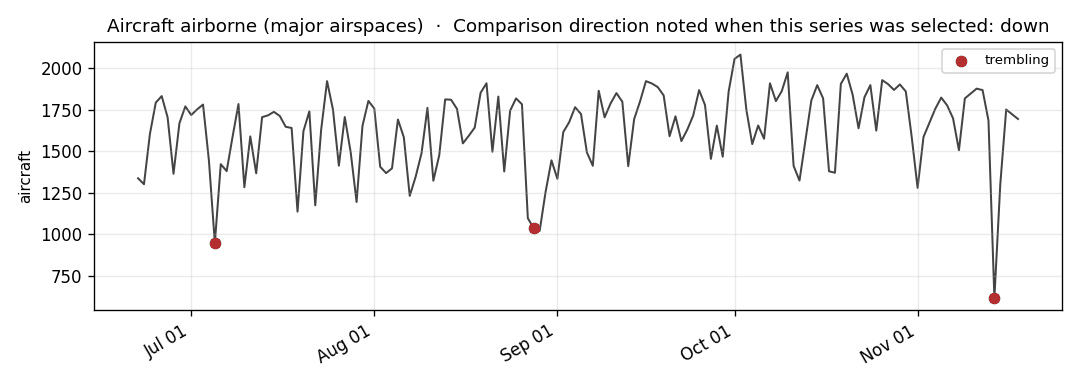 Aircraft airborne (major airspaces)  ·  Comparison direction noted when this series was selected: down
trembling
aircraft
2000
1750
1500
1250
1000
750
Jul 01
Aug 01
Sep 01
Oct 01
Nov 01